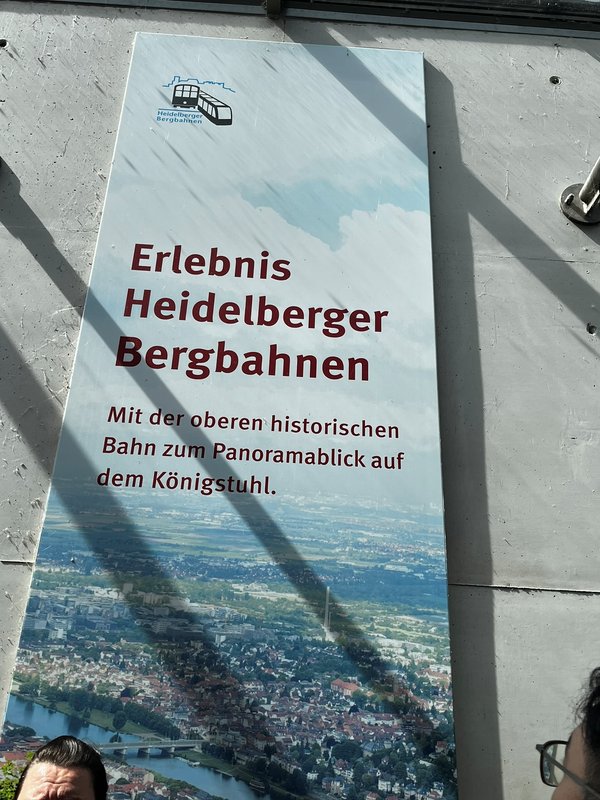 Heidelberger
Bergbahnen
Erlebnis
Heidelberger
Bergbahnen
Mit der oberen historischen
Bahn zum Panoramablick auf
dem Königstuhl.